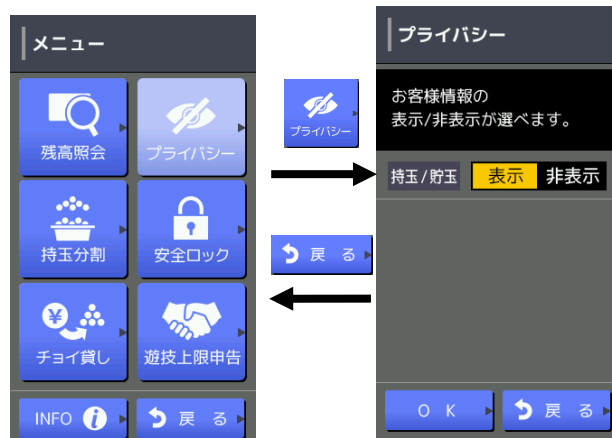 メニュー
残高照会
プライバシー
持玉分割
安全ロック
チョイ貸し
遊技上限申告
INFO
戻 る
プライバシー
戻 る
プライバシー
お客様情報の
表示/非表示が選べます。
持玉/貯玉 表示 非表示
O K
戻 る